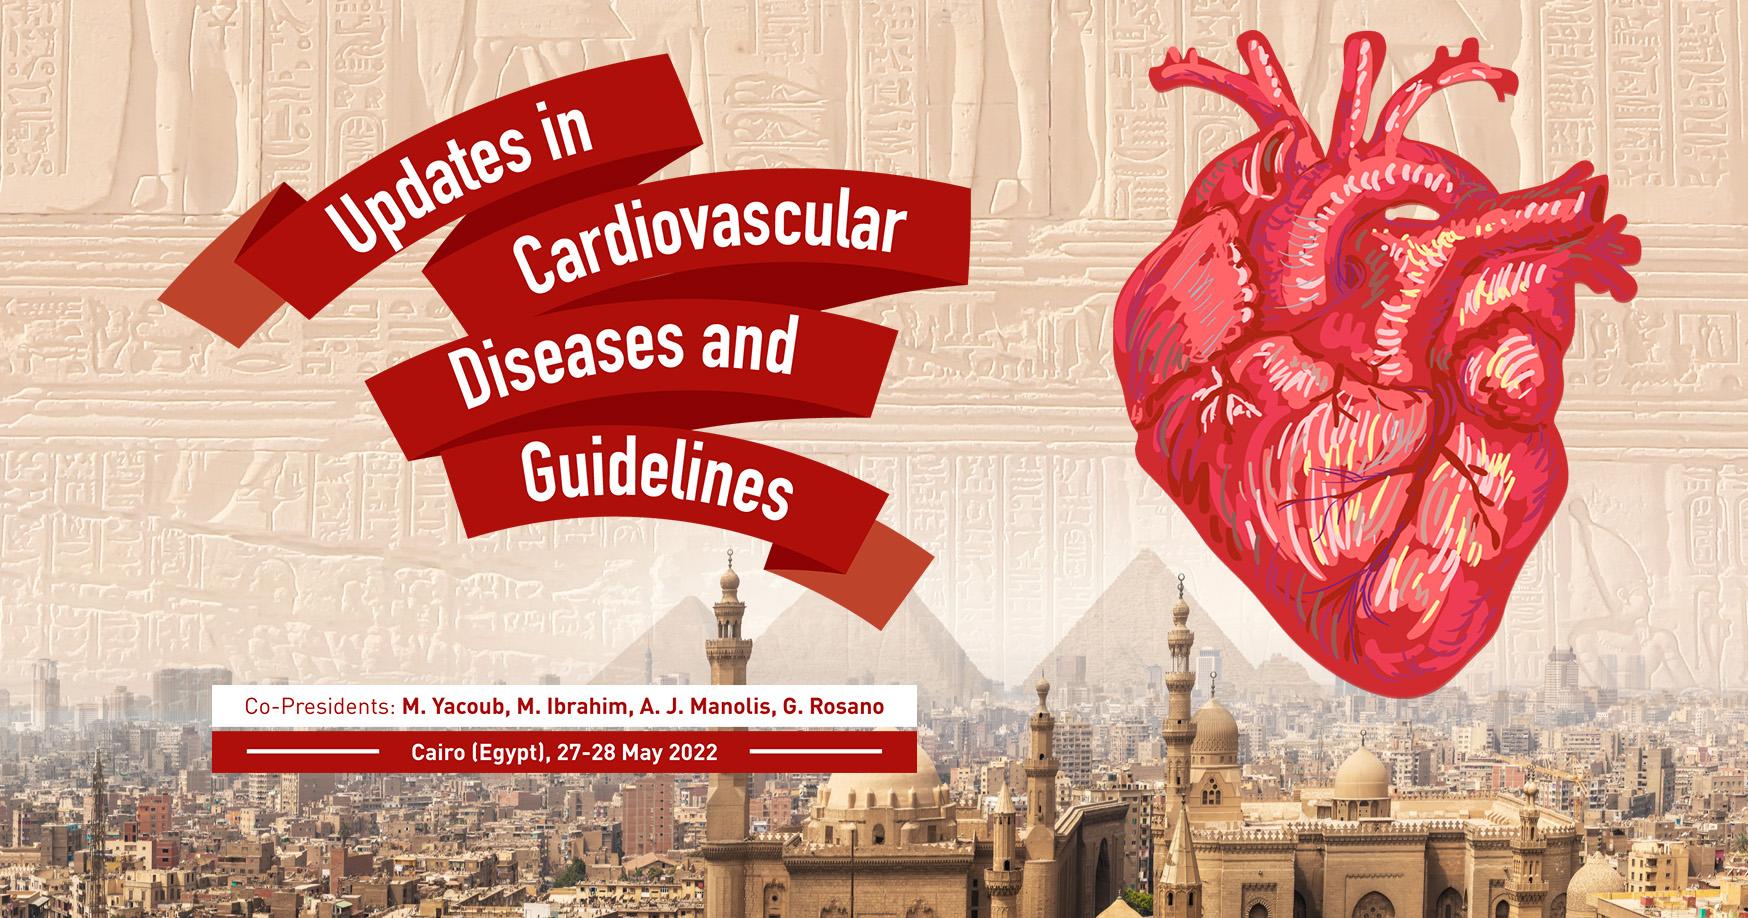 Updates in
Cardiovascular
Diseases and
Guidelines
Co-Presidents: M. Yacoub, M. Ibrahim, A. J. Manolis, G. Rosano
Cairo (Egypt), 27-28 May 2022